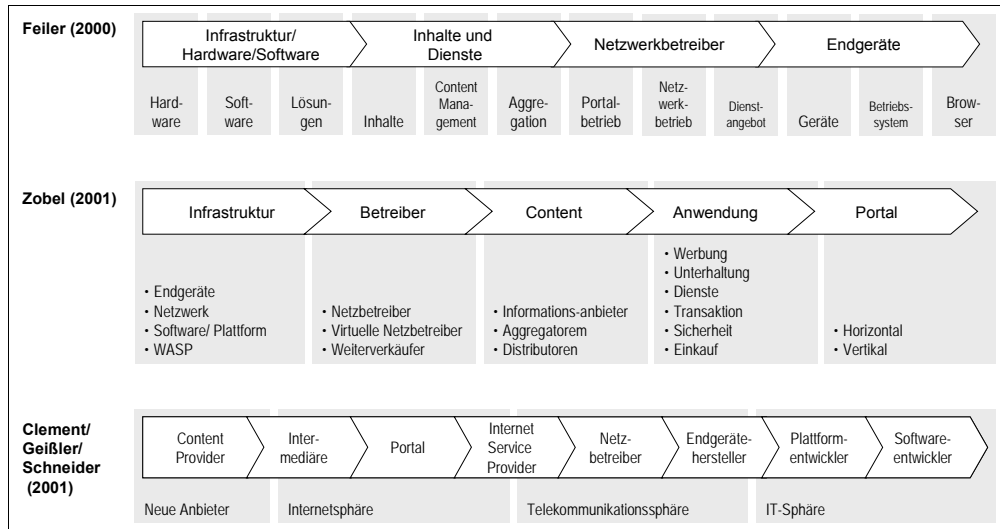 Feiler (2000)
Infrastruktur/
Hardware/Software
Inhalte und
Dienste
Netzwerkbetreiber
Endgeräte
Hard-
ware
Soft-
ware
Lösun-
gen
Inhalte
Content
Mana-
gement
Aggre-
gation
Portal-
betrieb
Netz-
werk-
betrieb
Dienst-
angebot
Geräte
Betriebs-
system
Brow-
ser
Zobel (2001)
Infrastruktur
Betreiber
Content
Anwendung
Portal
• Endgeräte
• Netzwerk
• Software/ Plattform
• WASP
• Netzbetreiber
• Virtuelle Netzbetreiber
• Weiterverkäufer
• Informations-anbieter
• Aggregatorem
• Distributoren
• Werbung
• Unterhaltung
• Dienste
• Transaktion
• Sicherheit
• Einkauf
• Horizontal
• Vertikal
Clement/
Geißler/
Schneider
(2001)
Content
Provider
Inter-
mediäre
Portal
Internet
Service
Provider
Netz-
betreiber
Endgeräte-
hersteller
Plattform-
entwickler
Software-
entwickler
Neue Anbieter
Internetsphäre
Telekommunikationssphäre
IT-Sphäre